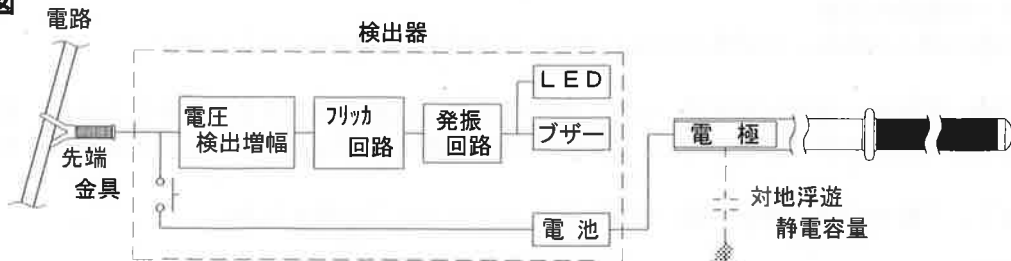 図
電路
検出器
電圧
検出増幅
フリッカ
回路
発振
回路
LED
ブザー
電池
先端
金具
電極
対地浮遊
静電容量